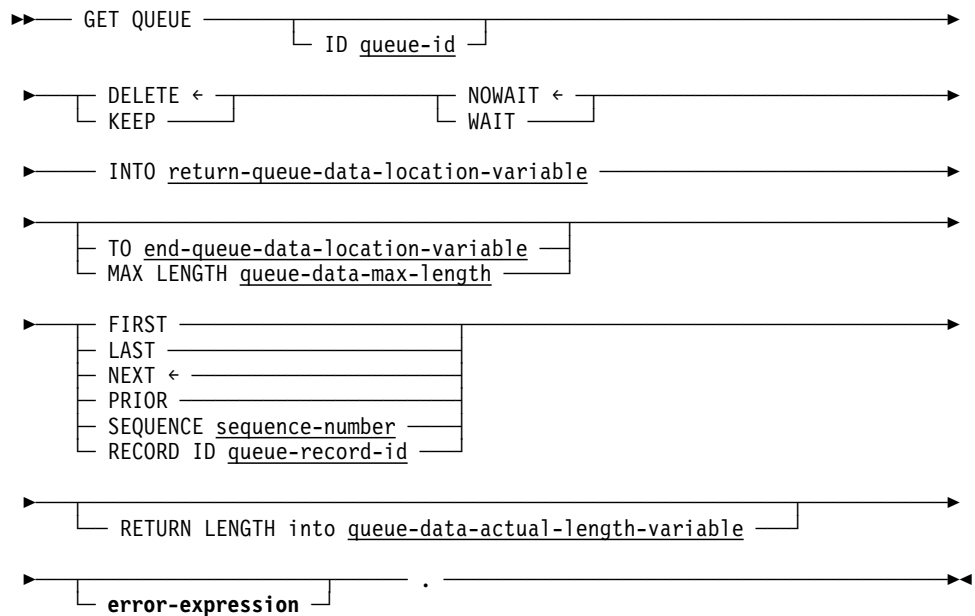 GET QUEUE
ID queue-id
DELETE ← NOWAIT ←
KEEP WAIT
INTO return-queue-data-location-variable
TO end-queue-data-location-variable
MAX LENGTH queue-data-max-length
FIRST
LAST
NEXT ←
PRIOR
SEQUENCE sequence-number
RECORD ID queue-record-id
RETURN LENGTH into queue-data-actual-length-variable
.
error-expression